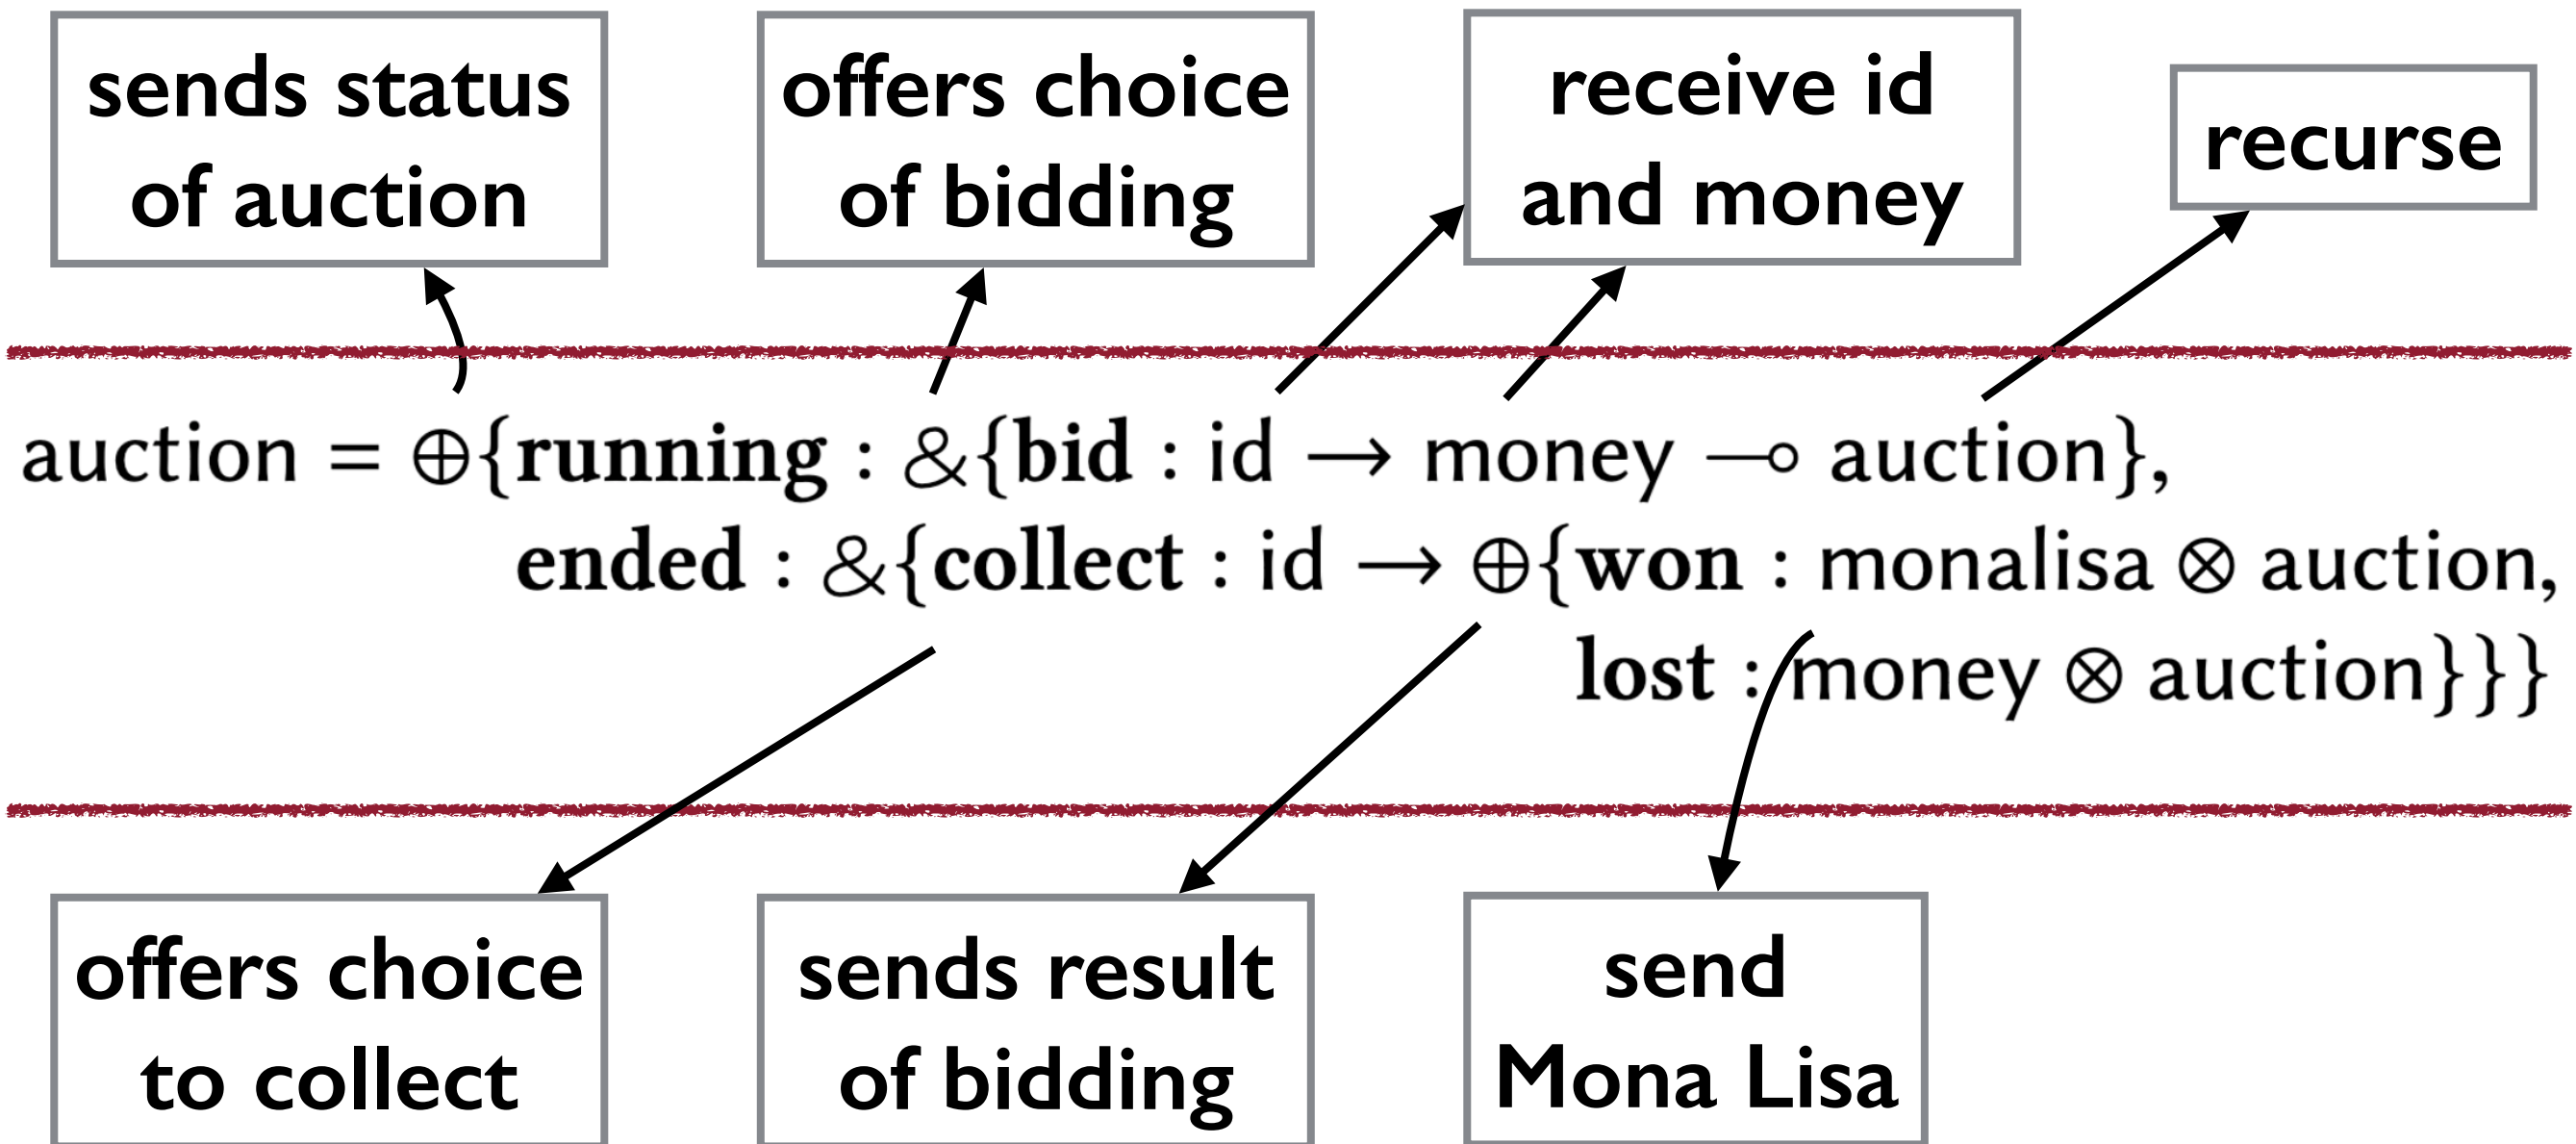 sends status
of auction
offers choice
of bidding
receive id
and money
recurse
auction = ⊕{running : &{bid : id → money ⊸ auction},
ended : &{collect : id → ⊕{won : monalisa ⊗ auction,
lost : money ⊗ auction}}}
offers choice
to collect
sends result
of bidding
send
Mona Lisa